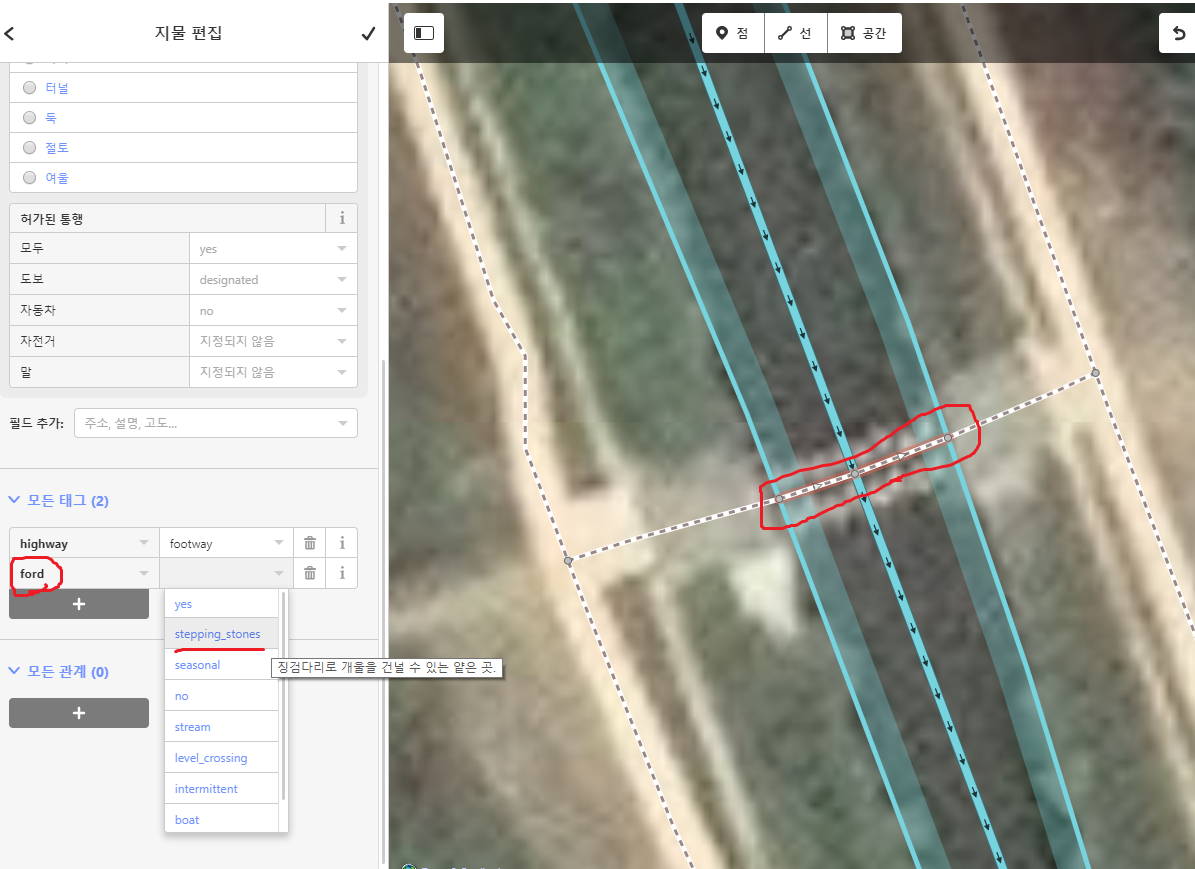 지물 편집
점
선
공간
터널
둑
절토
여울
허가된 통행
i
모두 yes
도보 designated
자동차 no
자전거 지정되지 않음
말 지정되지 않음
필드 추가: 주소, 설명, 고도...
모든 태그 (2)
highway footway i
ford i
+
yes
stepping_stones
징검다리로 개울을 건널 수 있는 얕은 곳.
seasonal
no
stream
level_crossing
intermittent
boat
모든 관계 (0)
+